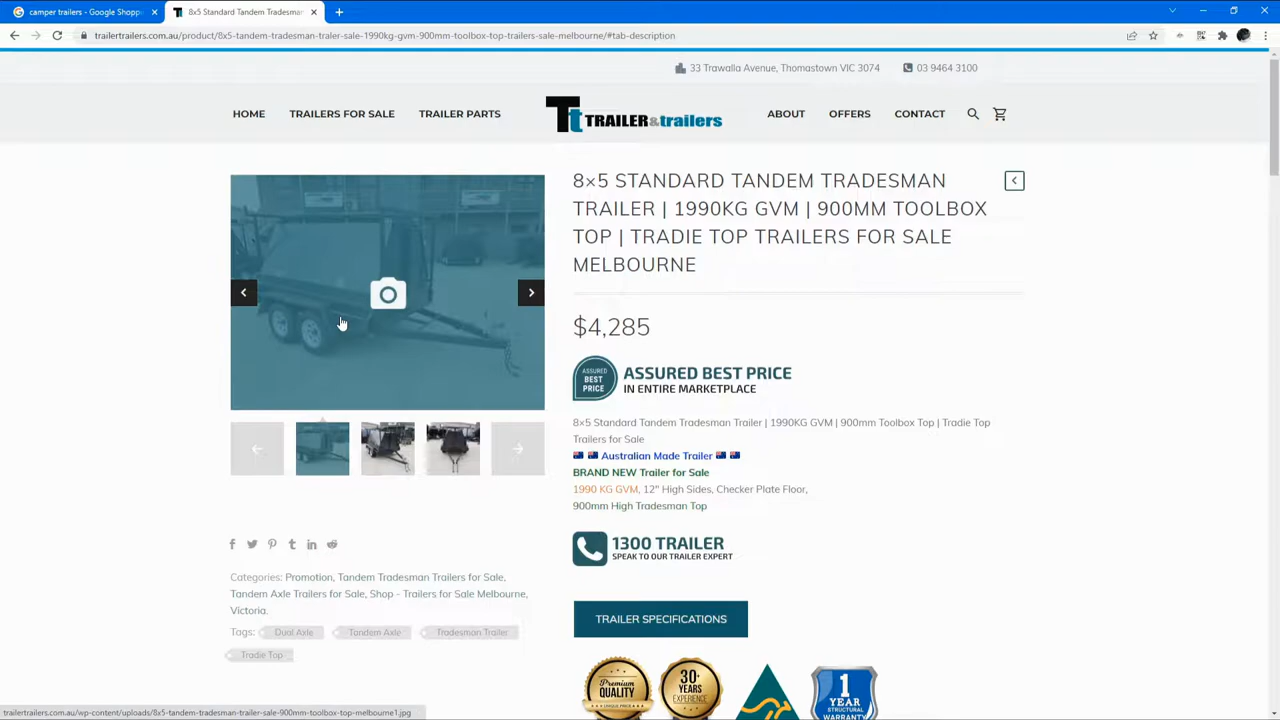 camper trailers - Google Shopp
8x5 Standard Tandem Tradesman
trailertrailers.com.au/product/8x5-tandem-tradesman-traler-sale-1990kg-gvm-900mm-toolbox-top-trailers-sale-melbourne/#tab-description
33 Trawalla Avenue, Thomastown VIC 3074
03 9464 3100
HOME
TRAILERS FOR SALE
TRAILER PARTS
Tt TRAILER&trailers
ABOUT
OFFERS
CONTACT
8×5 STANDARD TANDEM TRADESMAN
TRAILER | 1990KG GVM | 900MM TOOLBOX
TOP | TRADIE TOP TRAILERS FOR SALE
MELBOURNE
$4,285
ASSURED
BEST
PRICE
ASSURED BEST PRICE
IN ENTIRE MARKETPLACE
8×5 Standard Tandem Tradesman Trailer | 1990KG GVM | 900mm Toolbox Top | Tradie Top
Trailers for Sale
Australian Made Trailer
BRAND NEW Trailer for Sale
1990 KG GVM, 12" High Sides, Checker Plate Floor,
900mm High Tradesman Top
1300 TRAILER
SPEAK TO OUR TRAILER EXPERT
Categories: Promotion, Tandem Tradesman Trailers for Sale,
Tandem Axle Trailers for Sale, Shop - Trailers for Sale Melbourne,
Victoria.
Tags: Dual Axle Tandem Axle Tradesman Trailer
Tradie Top
TRAILER SPECIFICATIONS
Premium
QUALITY
30+
YEARS
EXPERIENCE
1
YEAR
STRUCTURAL
WARRANTY
trailertrailers.com.au/wp-content/uploads/8x5-tandem-tradesman-trailer-sale-900mm-toolbox-top-melbourne1.jpg